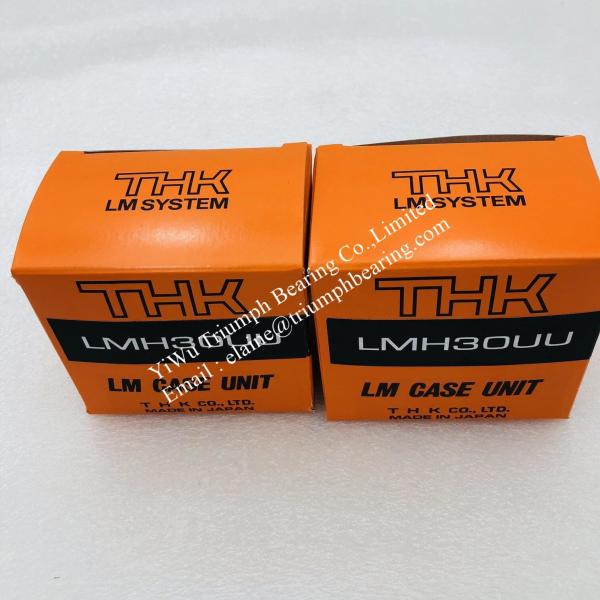 THK
LM SYSTEM
THK
LMH30UU
LM CASE UNIT
T H K CO., LTD.
MADE IN JAPAN
THK
LM SYSTEM
THK
LMH30UU
LM CASE UNIT
T H K CO., LTD.
MADE IN JAPAN
YiWu Triumph Bearing Co.,Limited
Email : elaine@triumphbearing.com